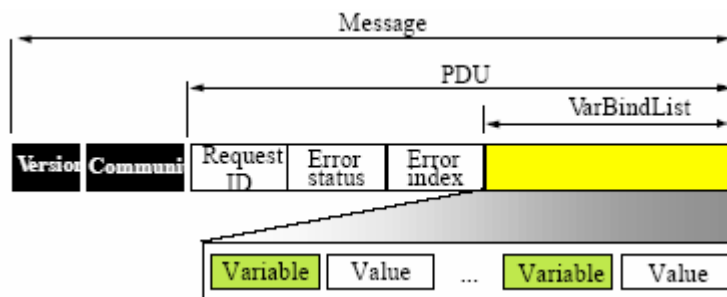 Message
PDU
VarBindList
Version
Communi
Request ID
Error status
Error index
Variable
Value
...
Variable
Value